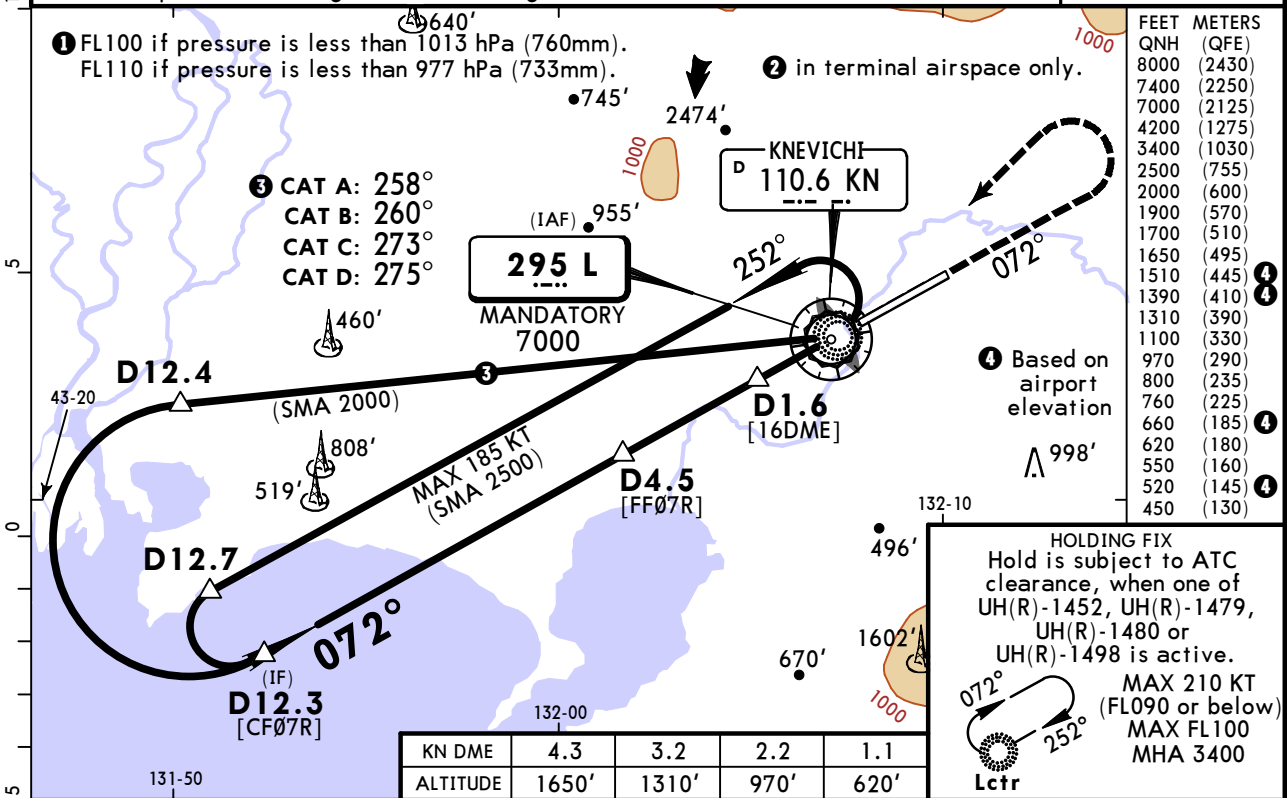 640'
❶ FL100 if pressure is less than 1013 hPa (760mm).
FL110 if pressure is less than 977 hPa (733mm).
❷ in terminal airspace only.
1000
745'
2474'
1000
KNEVICHI
D 110.6 KN
❸ CAT A: 258°
CAT B: 260°
CAT C: 273°
CAT D: 275°
(IAF)
955'
295 L
MANDATORY
7000
252°
072°
5
460'
❸
D12.4
(SMA 2000)
43-20
808'
519'
MAX 185 KT
(SMA 2500)
D1.6
[16DME]
D4.5
[FFØ7R]
❹ Based on
airport
elevation
998'
132-10
0
D12.7
072°
(IF)
D12.3
[CFØ7R]
496'
1602'
670'
1000
132-00
131-50
5
FEET METERS
QNH (QFE)
8000 (2430)
7400 (2250)
7000 (2125)
4200 (1275)
3400 (1030)
2500 (755)
2000 (600)
1900 (570)
1700 (510)
1650 (495)
1510 (445) ❹
1390 (410) ❹
1310 (390)
1100 (330)
970 (290)
800 (235)
760 (225)
660 (185) ❹
620 (180)
550 (160)
520 (145) ❹
450 (130)
HOLDING FIX
Hold is subject to ATC
clearance, when one of
UH(R)-1452, UH(R)-1479,
UH(R)-1480 or
UH(R)-1498 is active.
072°
252°
Lctr
MAX 210 KT
(FL090 or below)
MAX FL100
MHA 3400
KN DME 4.3 3.2 2.2 1.1
ALTITUDE 1650' 1310' 970' 620'